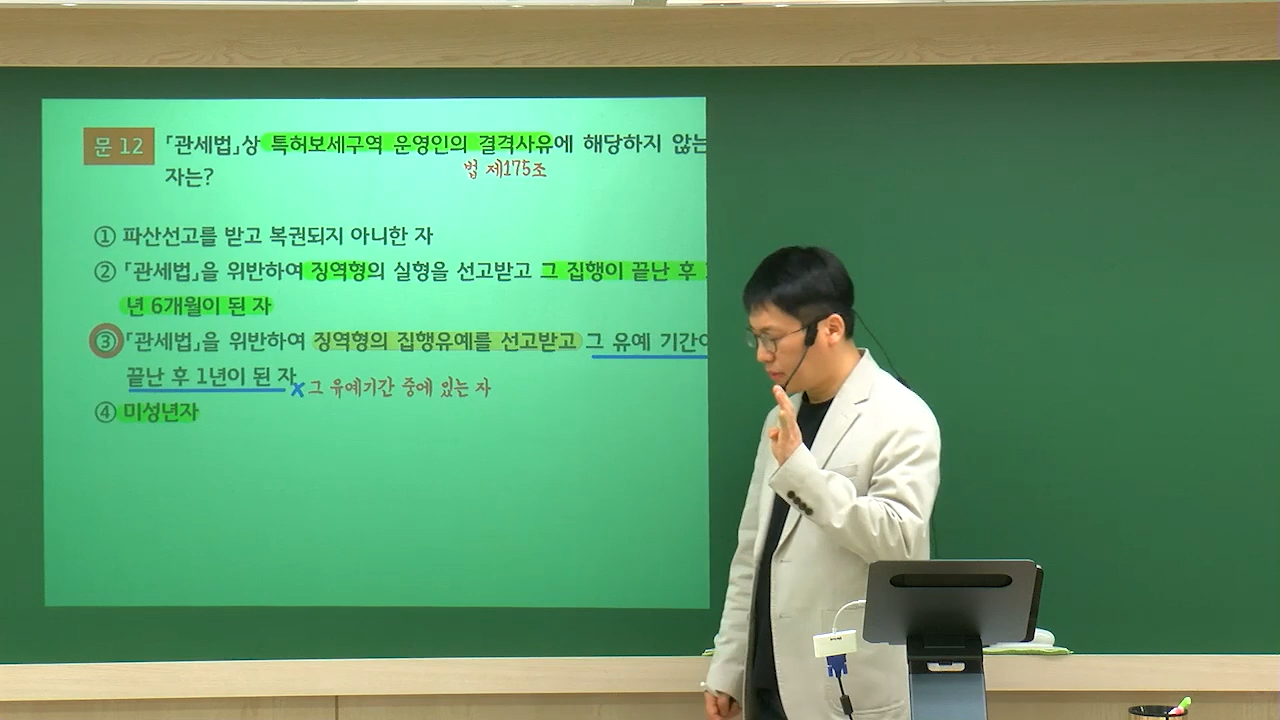 문 12 「관세법」상 특허보세구역 운영인의 결격사유에 해당하지 않는
법 제175조
자는?
① 파산선고를 받고 복권되지 아니한 자
② 「관세법」을 위반하여 징역형의 실형을 선고받고 그 집행이 끝난 후
년 6개월이 된 자
③ 「관세법」을 위반하여 징역형의 집행유예를 선고받고 그 유예 기간
끝난 후 1년이 된 자
X 그 유예기간 중에 있는 자
④ 미성년자